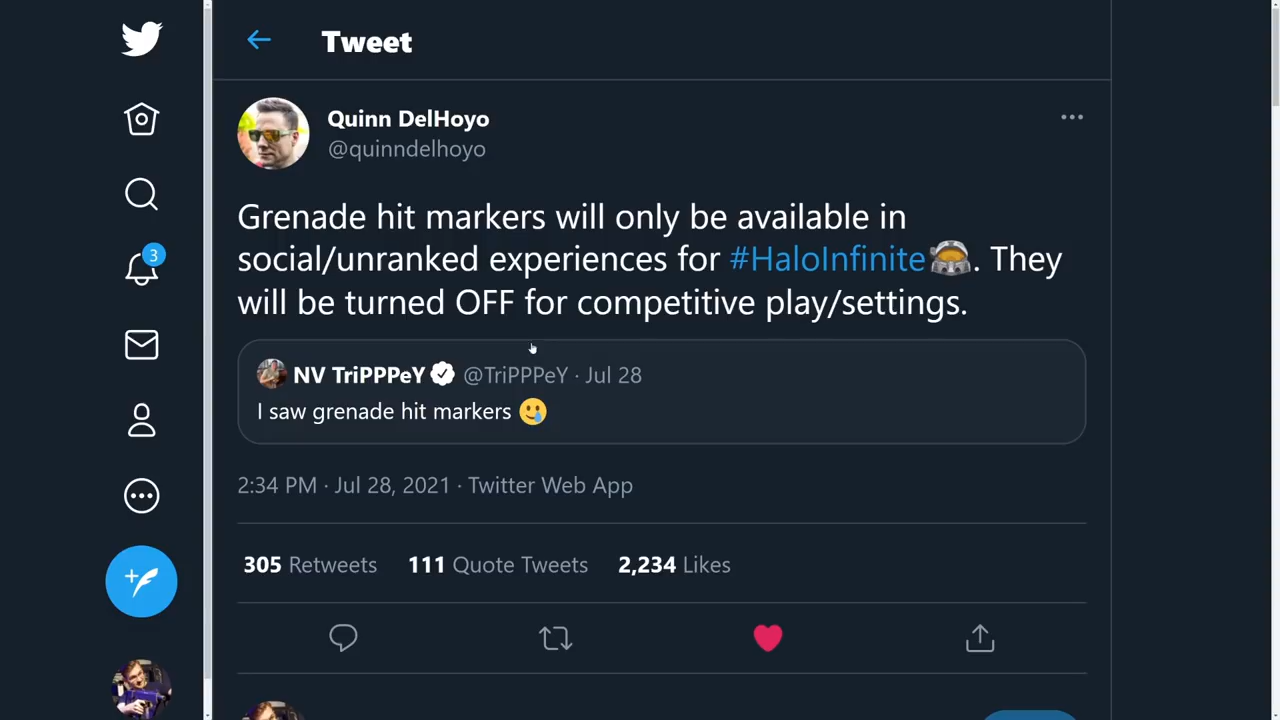 Tweet
Quinn DelHoyo
@quinndelhoyo
Grenade hit markers will only be available in
social/unranked experiences for #HaloInfinite. They
will be turned OFF for competitive play/settings.
NV TriPPPeY @TriPPPeY · Jul 28
I saw grenade hit markers 🥲
2:34 PM · Jul 28, 2021 · Twitter Web App
305 Retweets 111 Quote Tweets 2,234 Likes
3